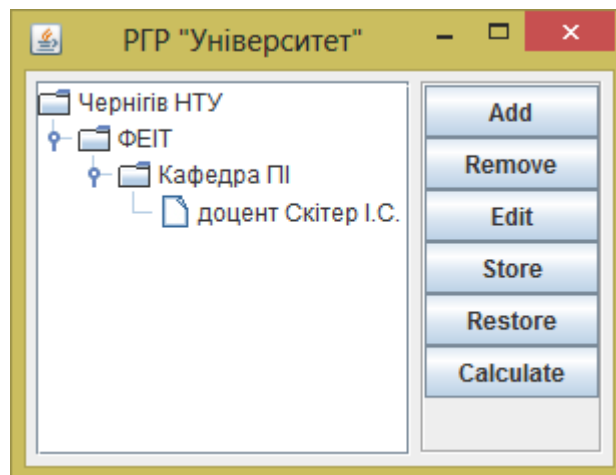 РГР "Університет"
Чернігів НТУ
ФЕІТ
Кафедра ПІ
доцент Скітер І.С.
Add
Remove
Edit
Store
Restore
Calculate